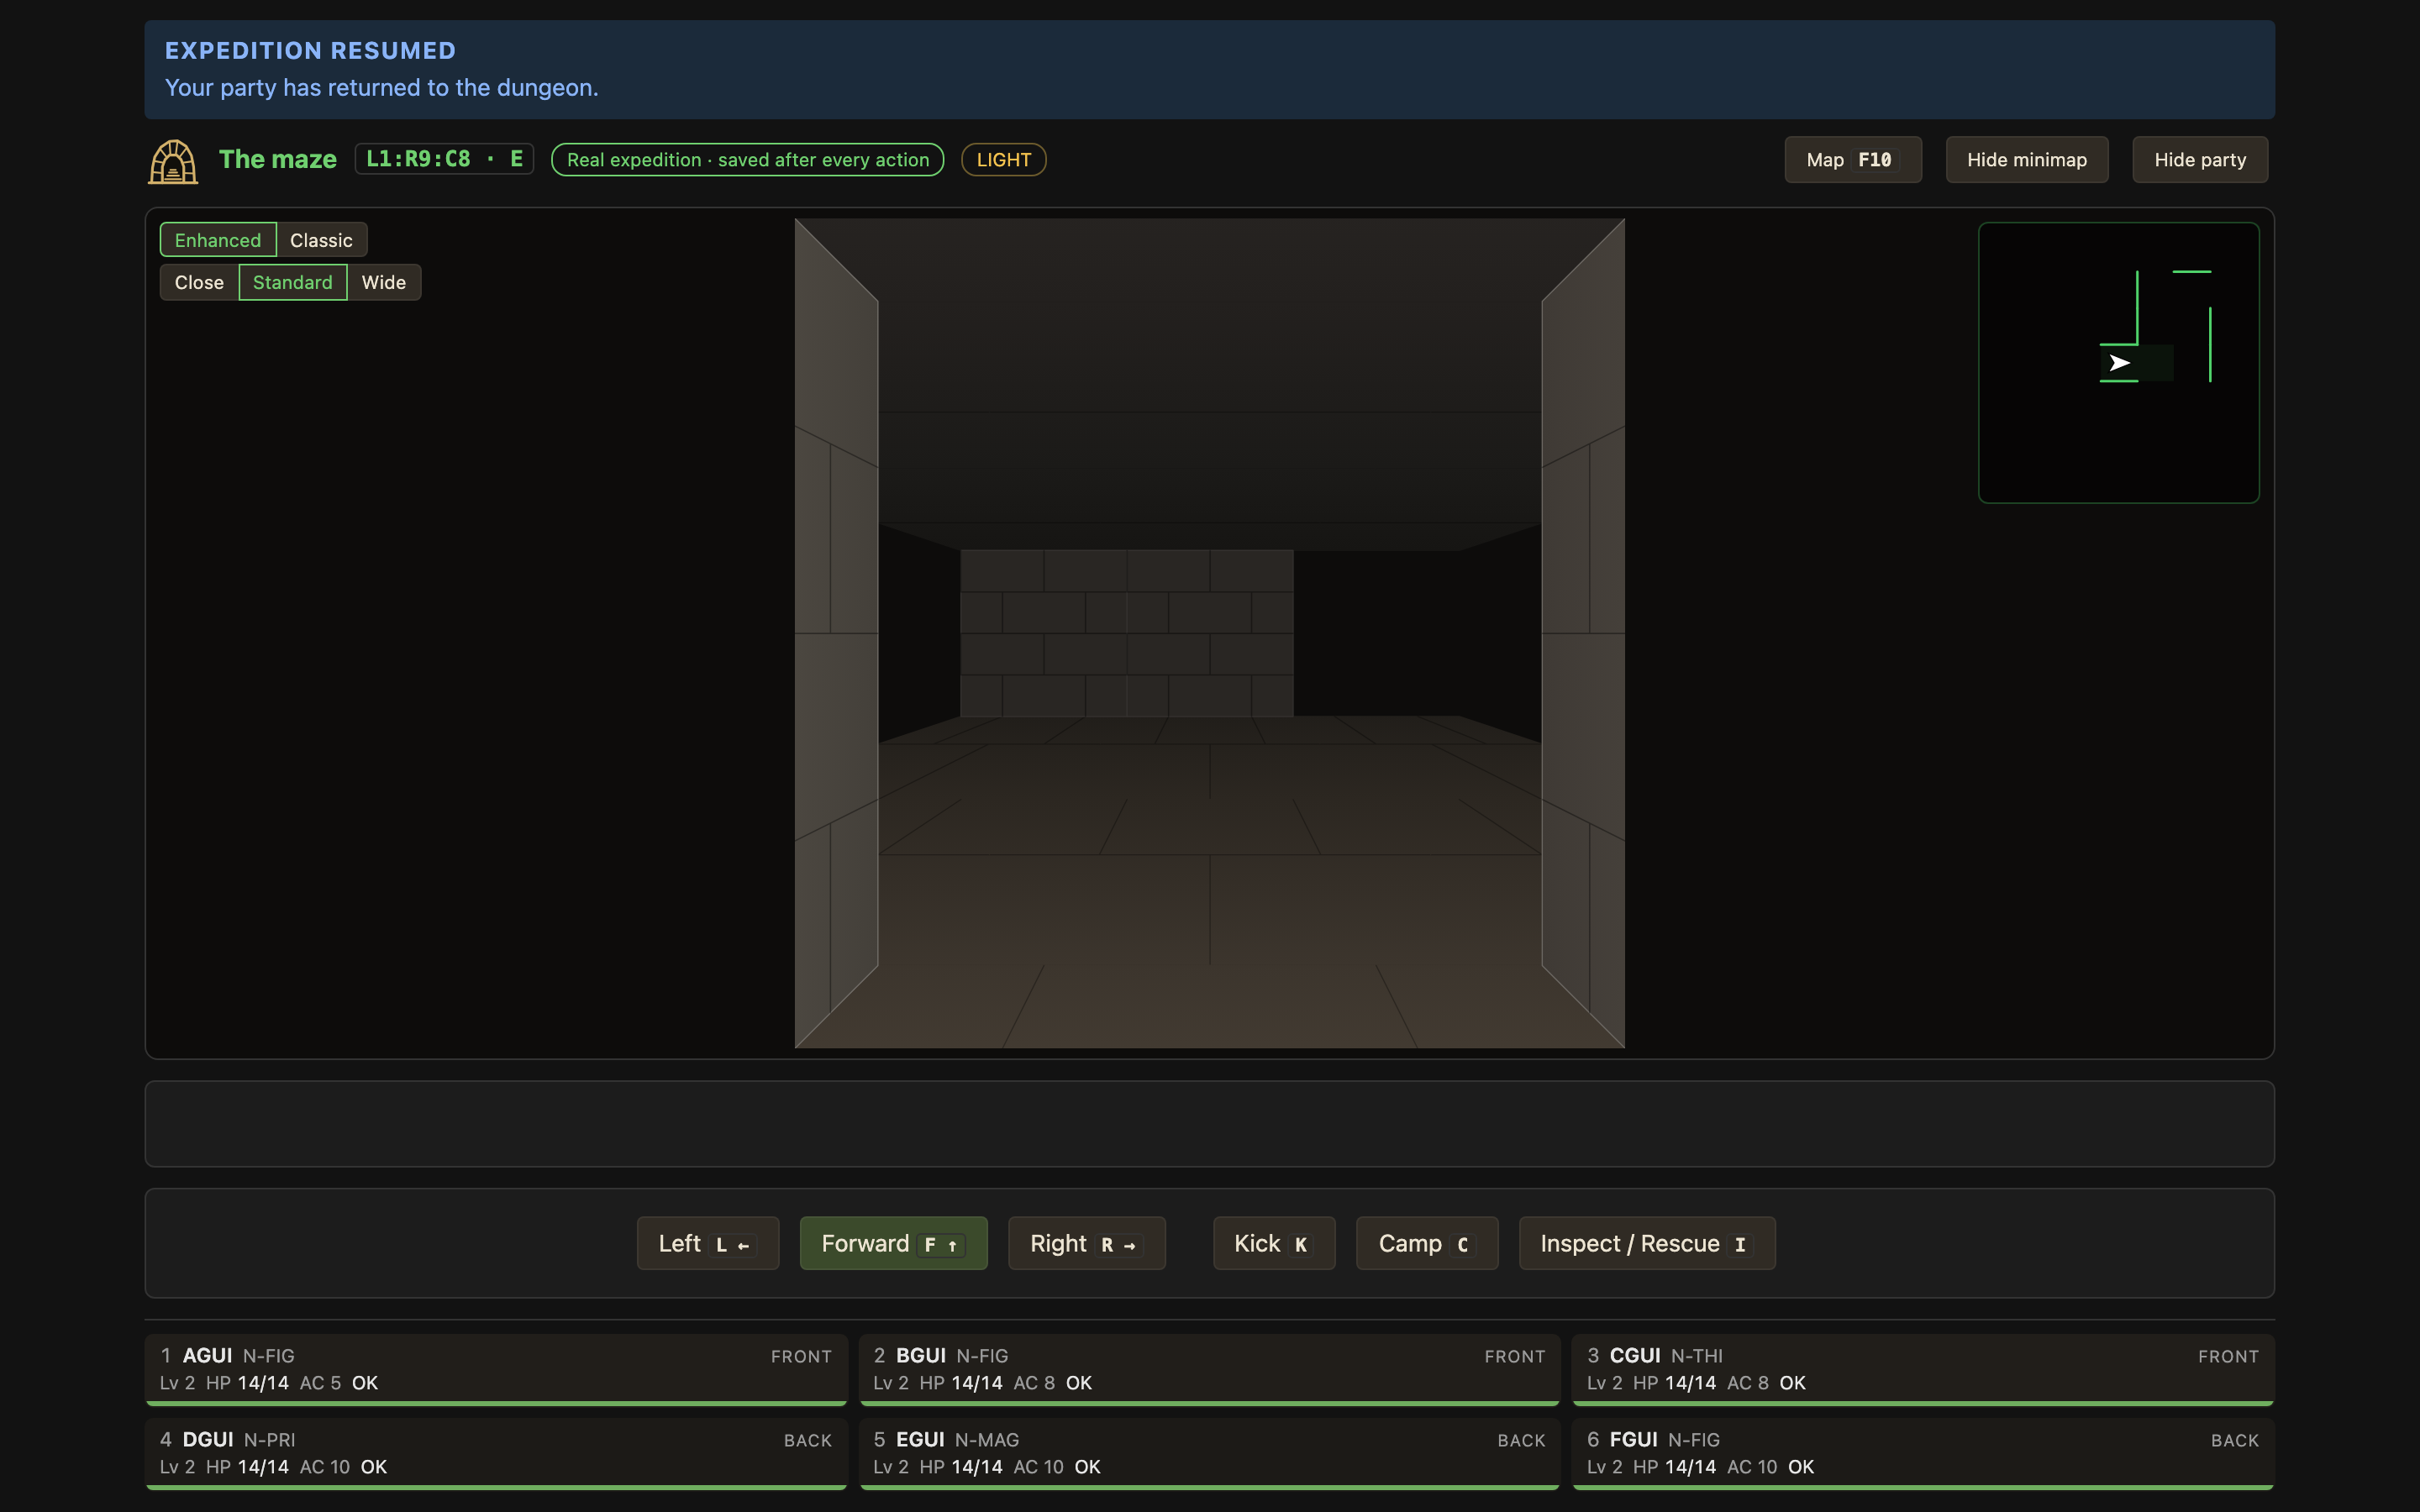 EXPEDITION RESUMED
Your party has returned to the dungeon.
The maze L1:R9:C8 · E Real expedition · saved after every action LIGHT Map F10 Hide minimap Hide party
Enhanced Classic
Close Standard Wide
Left L ← Forward F ↑ Right R → Kick K Camp C Inspect / Rescue I
1 AGUI N-FIG FRONT
Lv 2 HP 14/14 AC 5 OK
2 BGUI N-FIG FRONT
Lv 2 HP 14/14 AC 8 OK
3 CGUI N-THI FRONT
Lv 2 HP 14/14 AC 8 OK
4 DGUI N-PRI BACK
Lv 2 HP 14/14 AC 10 OK
5 EGUI N-MAG BACK
Lv 2 HP 14/14 AC 10 OK
6 FGUI N-FIG BACK
Lv 2 HP 14/14 AC 10 OK